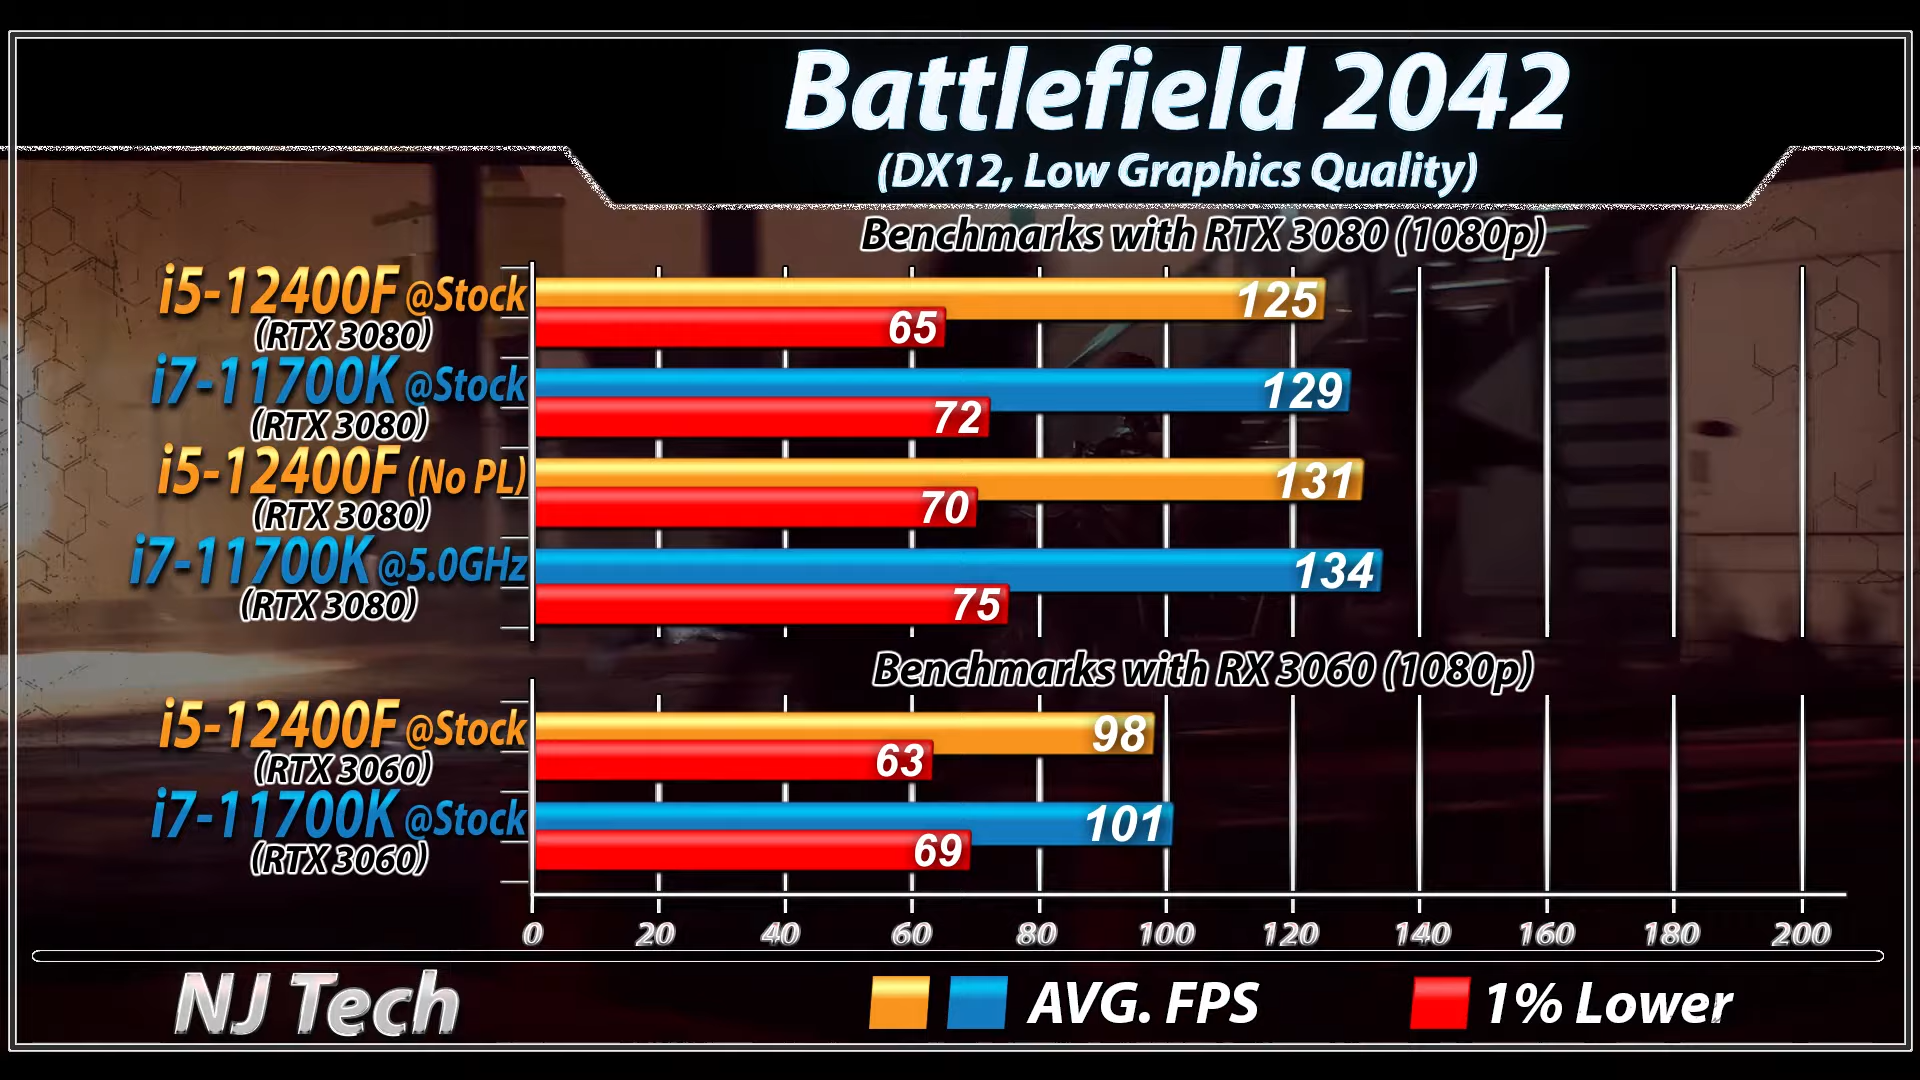 Battlefield 2042
(DX12, Low Graphics Quality)
Benchmarks with RTX 3080 (1080p)
i5-12400F @Stock
(RTX 3080)
125
65
i7-11700K @Stock
(RTX 3080)
129
72
i5-12400F (No PL)
(RTX 3080)
131
70
i7-11700K @5.0GHz
(RTX 3080)
134
75
Benchmarks with RX 3060 (1080p)
i5-12400F @Stock
(RTX 3060)
98
63
i7-11700K @Stock
(RTX 3060)
101
69
0 20 40 60 80 100 120 140 160 180 200
NJ Tech AVG. FPS 1% Lower